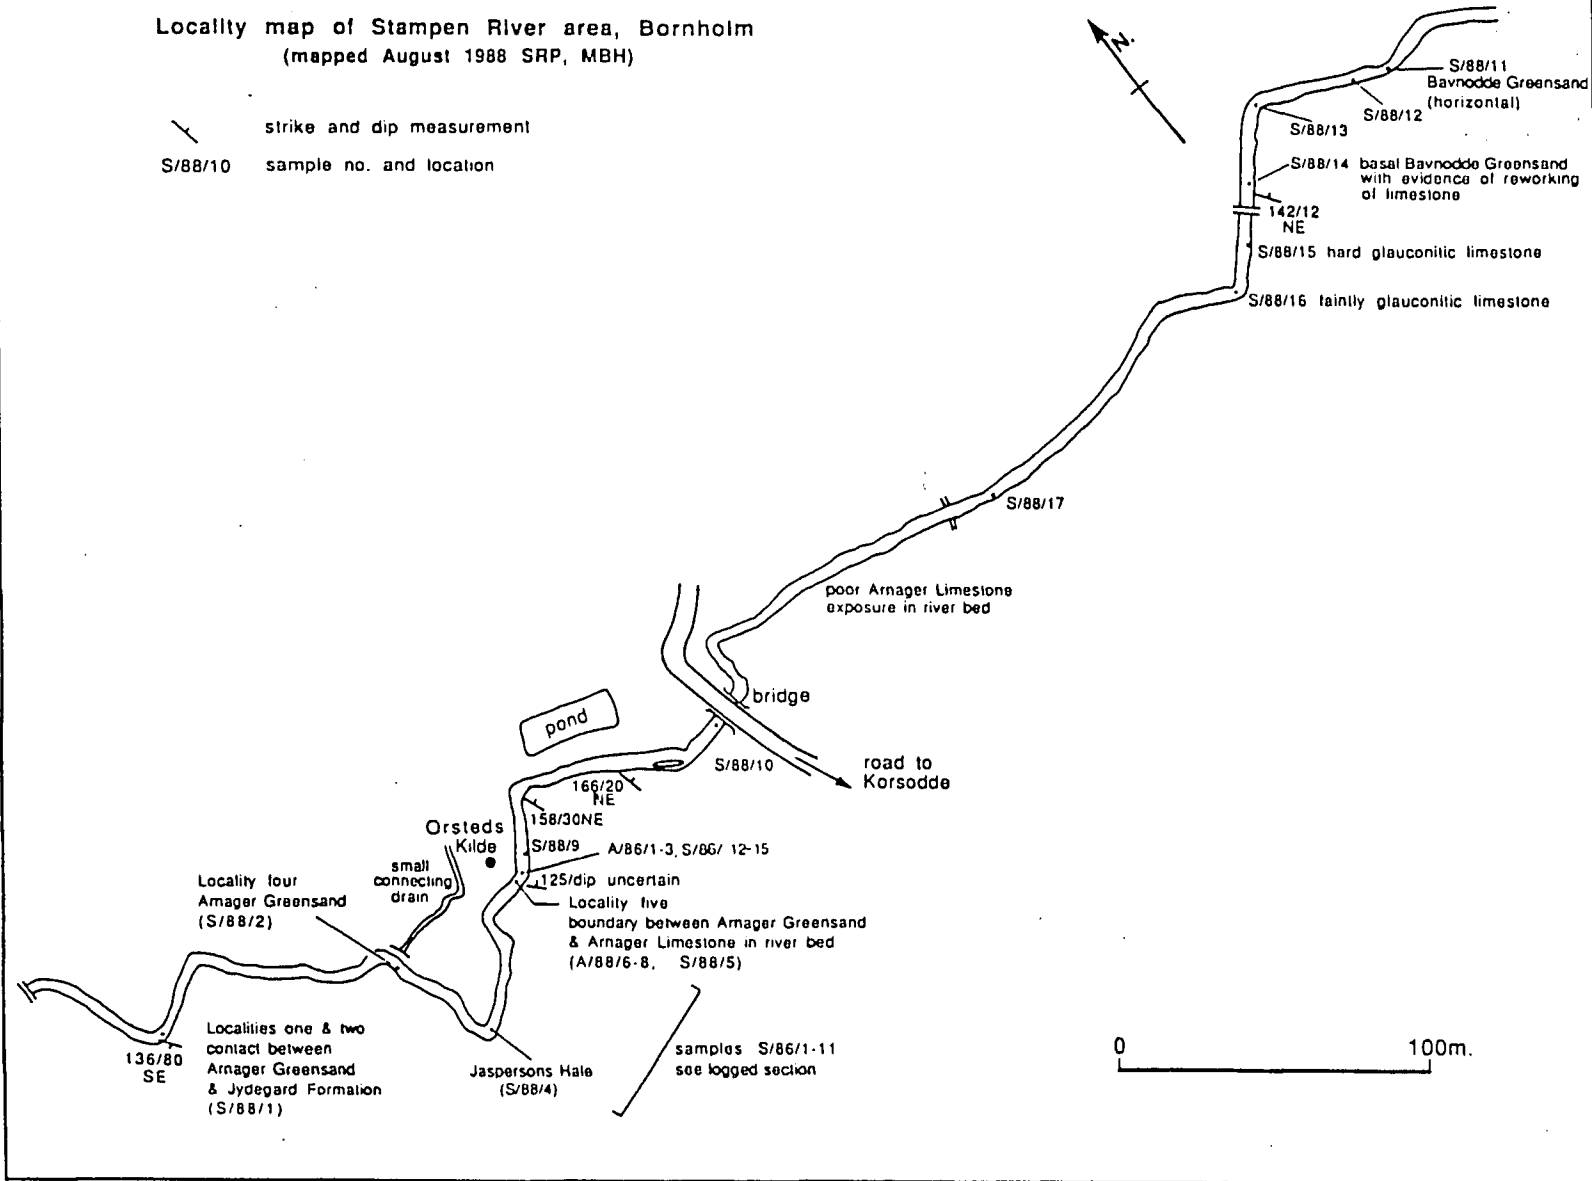 Locality map of Stampen River area, Bornholm
(mapped August 1988 SRP, MBH)
N.
strike and dip measurement
S/88/10 sample no. and location
S/88/11
Bavnodde Greensand
(horizontal)
S/88/12
S/88/13
S/88/14 basal Bavnodde Greensand
with evidence of reworking
of limestone
142/12
NE
S/88/15 hard glauconitic limestone
S/88/16 faintly glauconitic limestone
S/88/17
poor Arnager Limestone
exposure in river bed
bridge
pond
S/88/10
road to
Korsodde
166/20
NE
158/30NE
Orsteds
Kilde
S/88/9
A/86/1-3, S/86/ 12-15
small
connecting
drain
125/dip uncertain
Locality five
boundary between Arnager Greensand
& Arnager Limestone in river bed
(A/88/6-8, S/88/5)
Locality four
Arnager Greensand
(S/88/2)
Localities one & two
contact between
Arnager Greensand
& Jydegard Formation
(S/88/1)
136/80
SE
Jaspersons Hale
(S/88/4)
samples S/86/1-11
see logged section
0 100m.